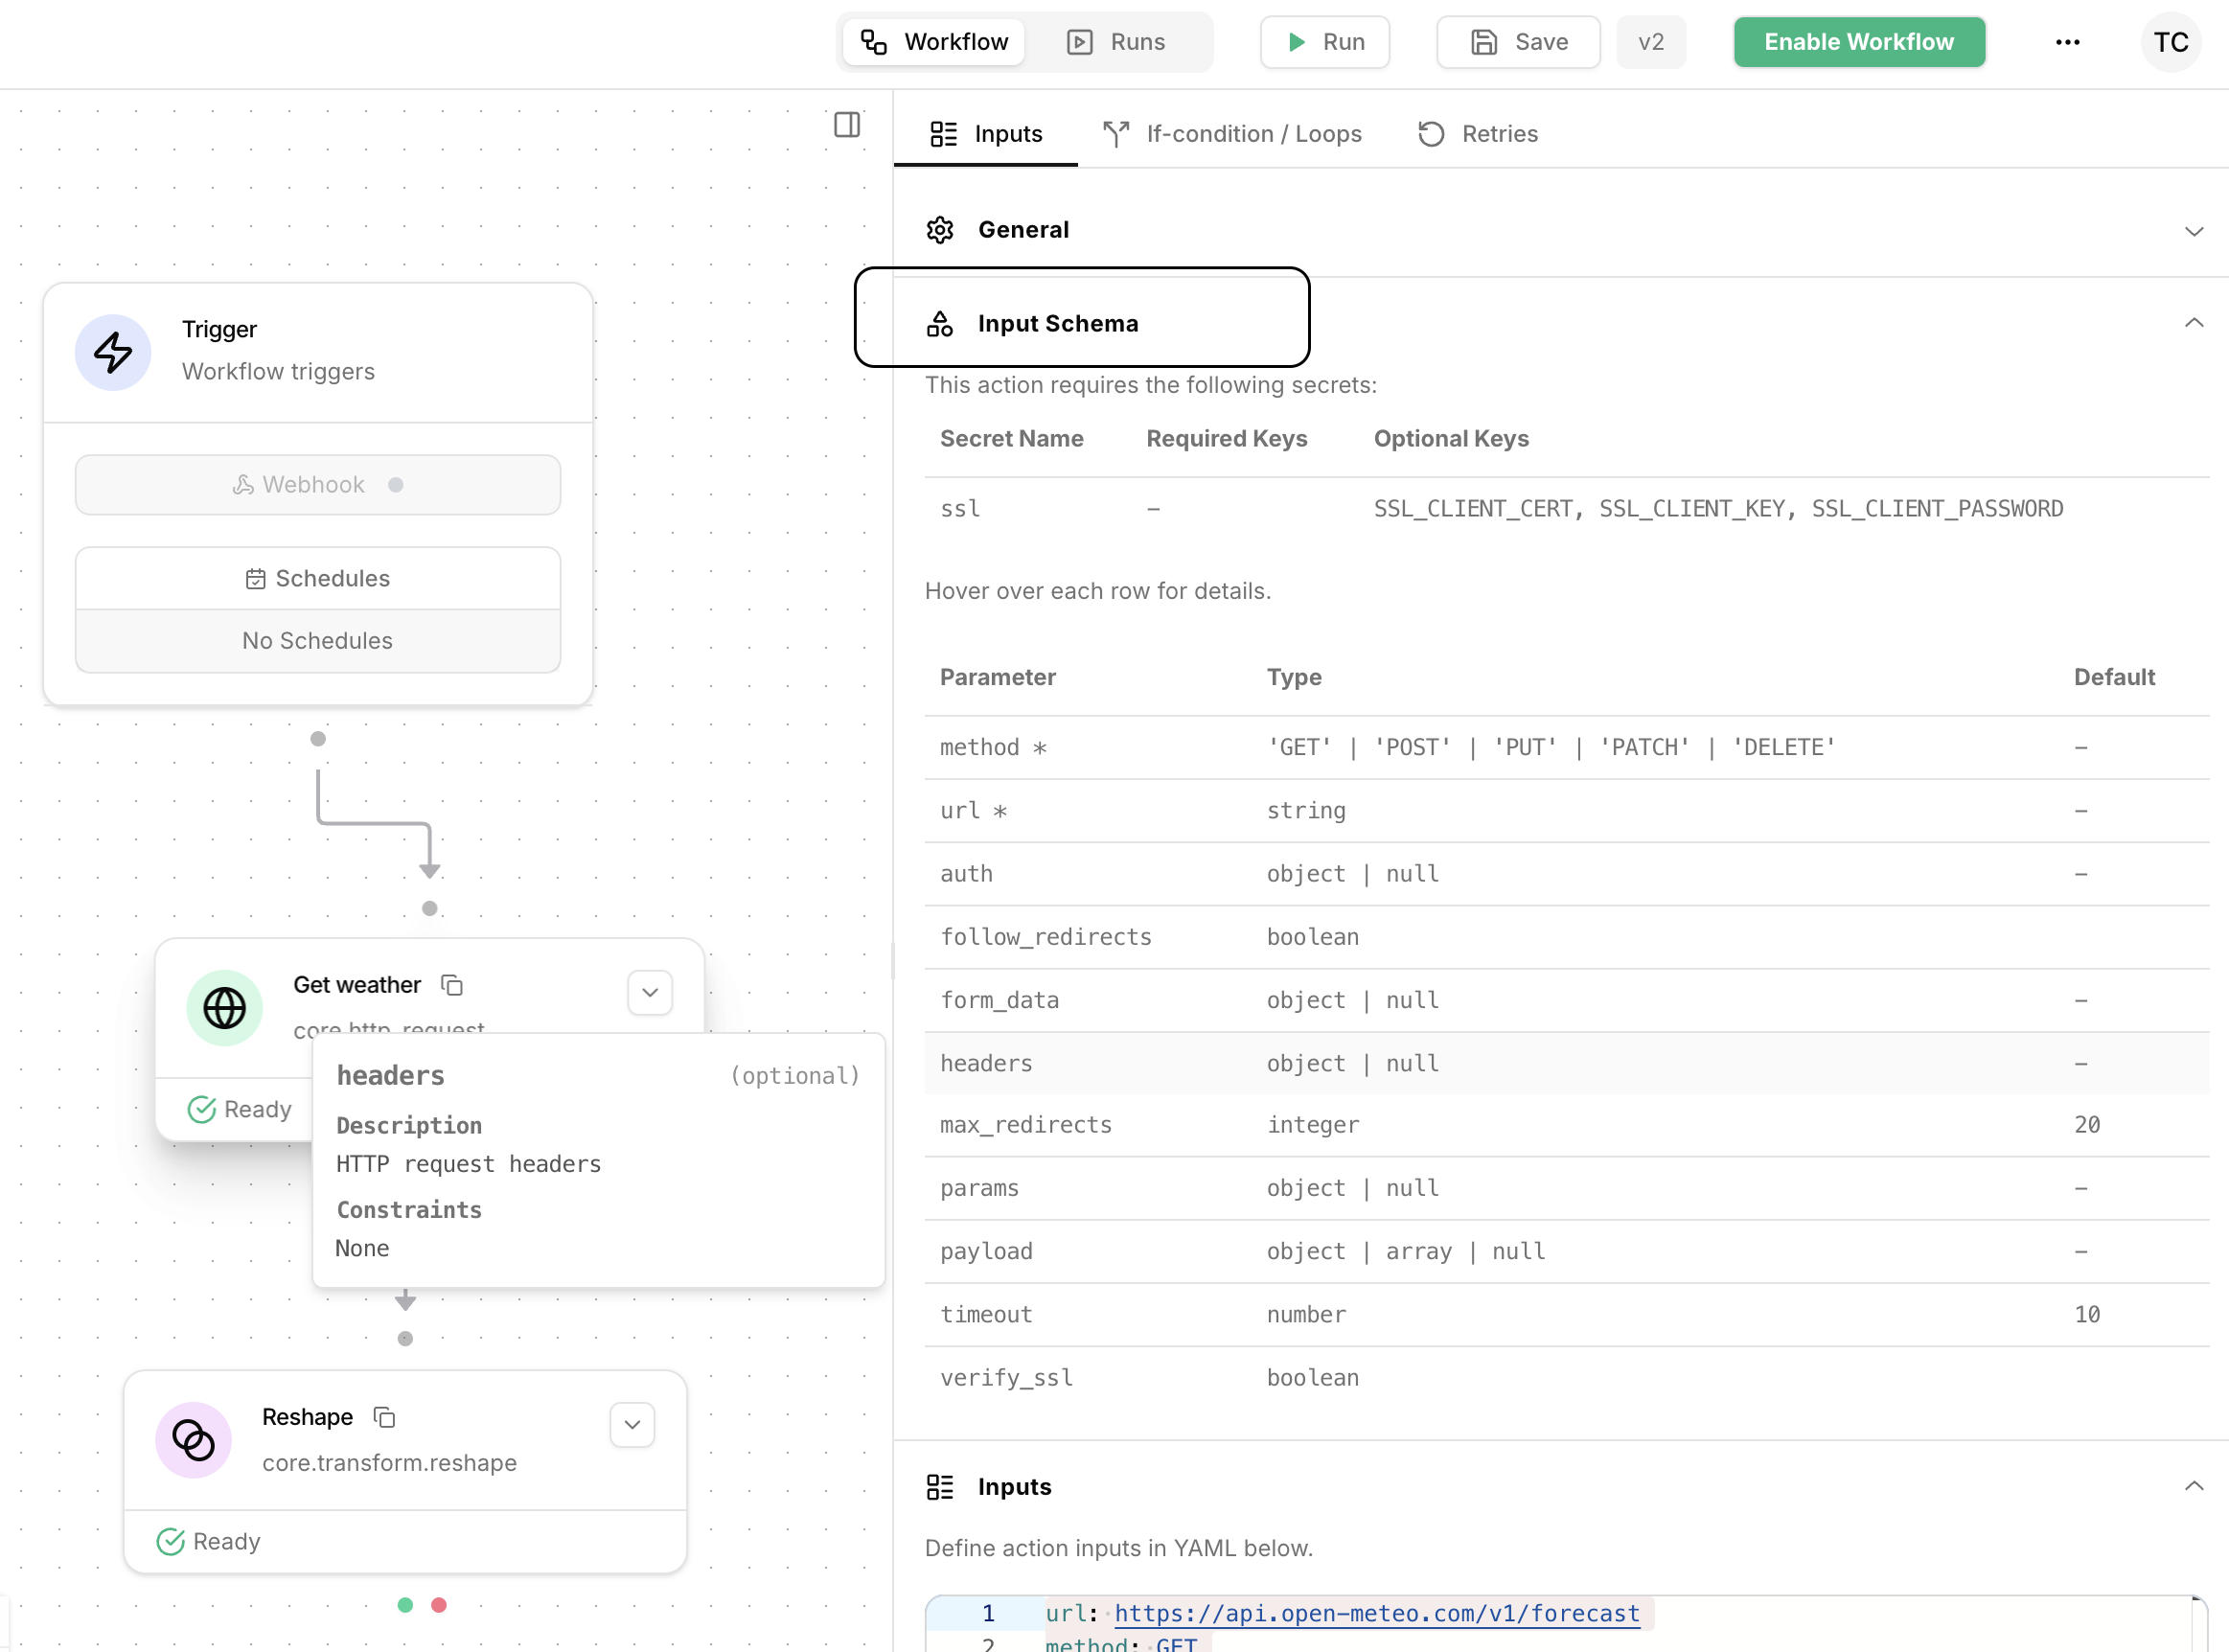 Workflow
Runs
Run
Save
v2
Enable Workflow
TC
Inputs
If-condition / Loops
Retries
Trigger
Workflow triggers
Webhook
Schedules
No Schedules
Get weather
core.http_request
Ready
headers (optional)
Description
HTTP request headers
Constraints
None
Reshape
core.transform.reshape
Ready
General
Input Schema
This action requires the following secrets:
Secret Name Required Keys Optional Keys
ssl – SSL_CLIENT_CERT, SSL_CLIENT_KEY, SSL_CLIENT_PASSWORD
Hover over each row for details.
Parameter Type Default
method * 'GET' | 'POST' | 'PUT' | 'PATCH' | 'DELETE' –
url * string –
auth object | null –
follow_redirects boolean
form_data object | null –
headers object | null –
max_redirects integer 20
params object | null –
payload object | array | null –
timeout number 10
verify_ssl boolean
Inputs
Define action inputs in YAML below.
1 url: https://api.open-meteo.com/v1/forecast
2 method: GET